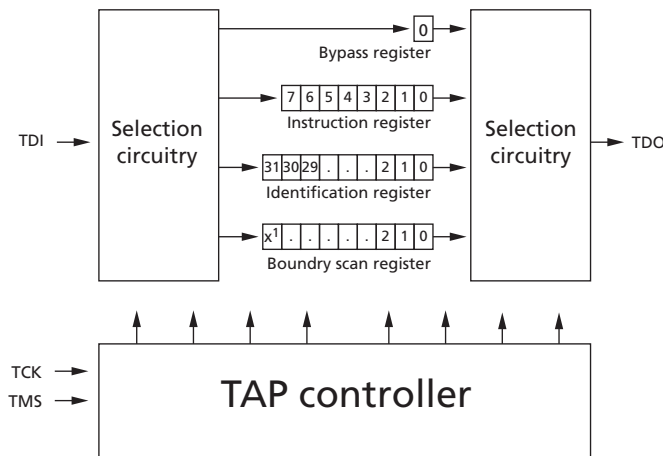 0
Bypass register
7 6 5 4 3 2 1 0
Instruction register
Selection
circuitry
Selection
circuitry
TDI
TDO
31 30 29 . . . 2 1 0
Identification register
x1 . . . . . 2 1 0
Boundry scan register
TCK
TMS
TAP controller